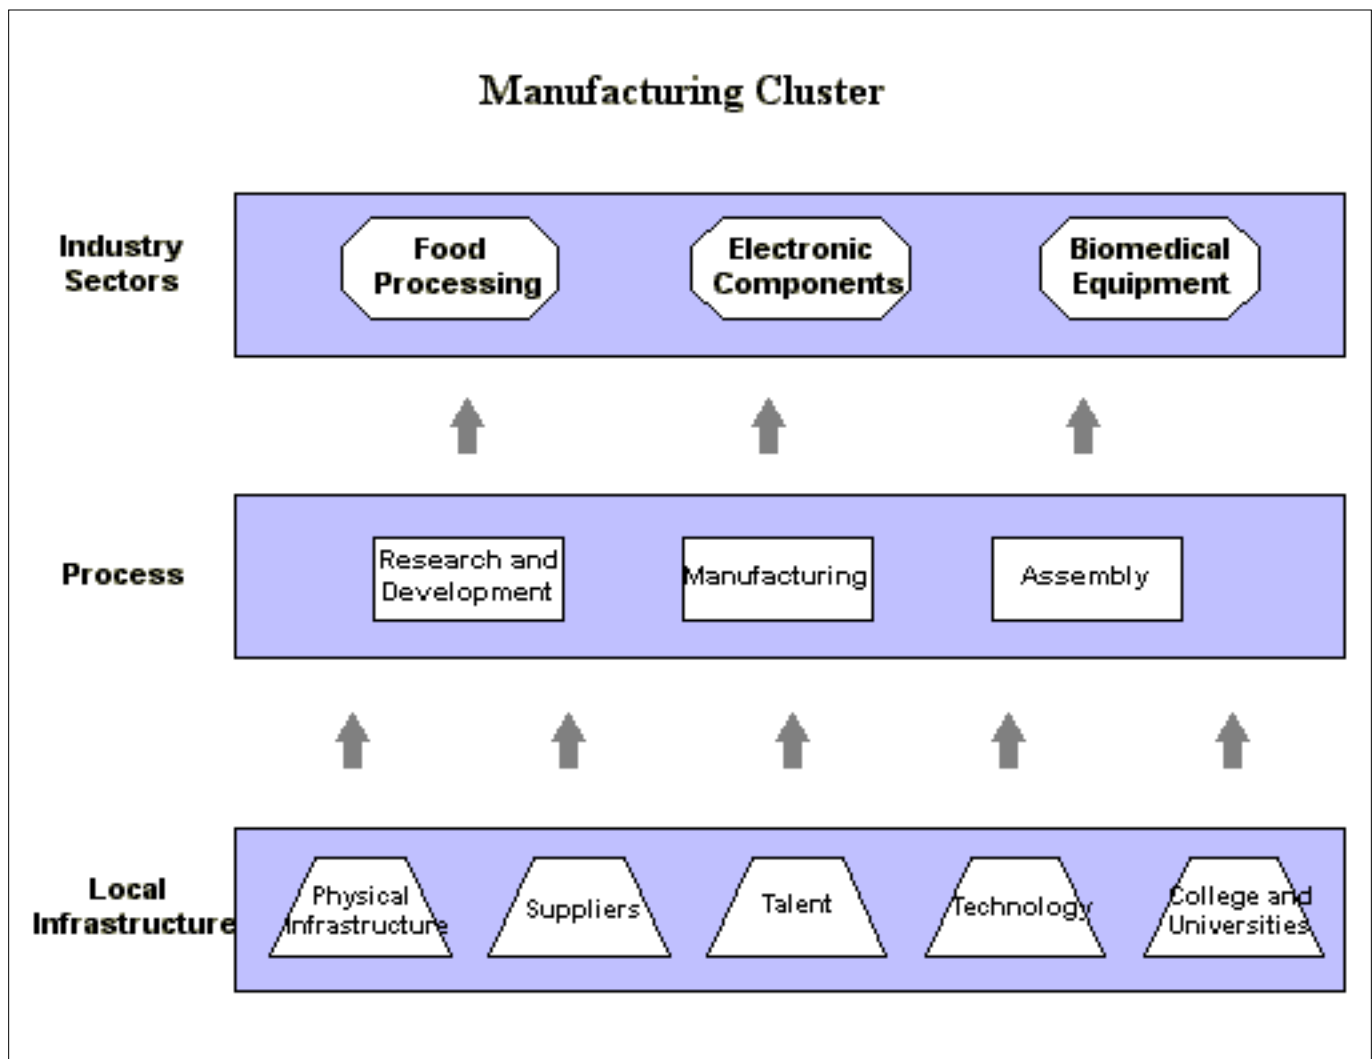 Manufacturing Cluster
Industry
Sectors
Food
Processing
Electronic
Components
Biomedical
Equipment
Process
Research and
Development
Manufacturing
Assembly
Local
Infrastructure
Physical
Infrastructure
Suppliers
Talent
Technology
College and
Universities